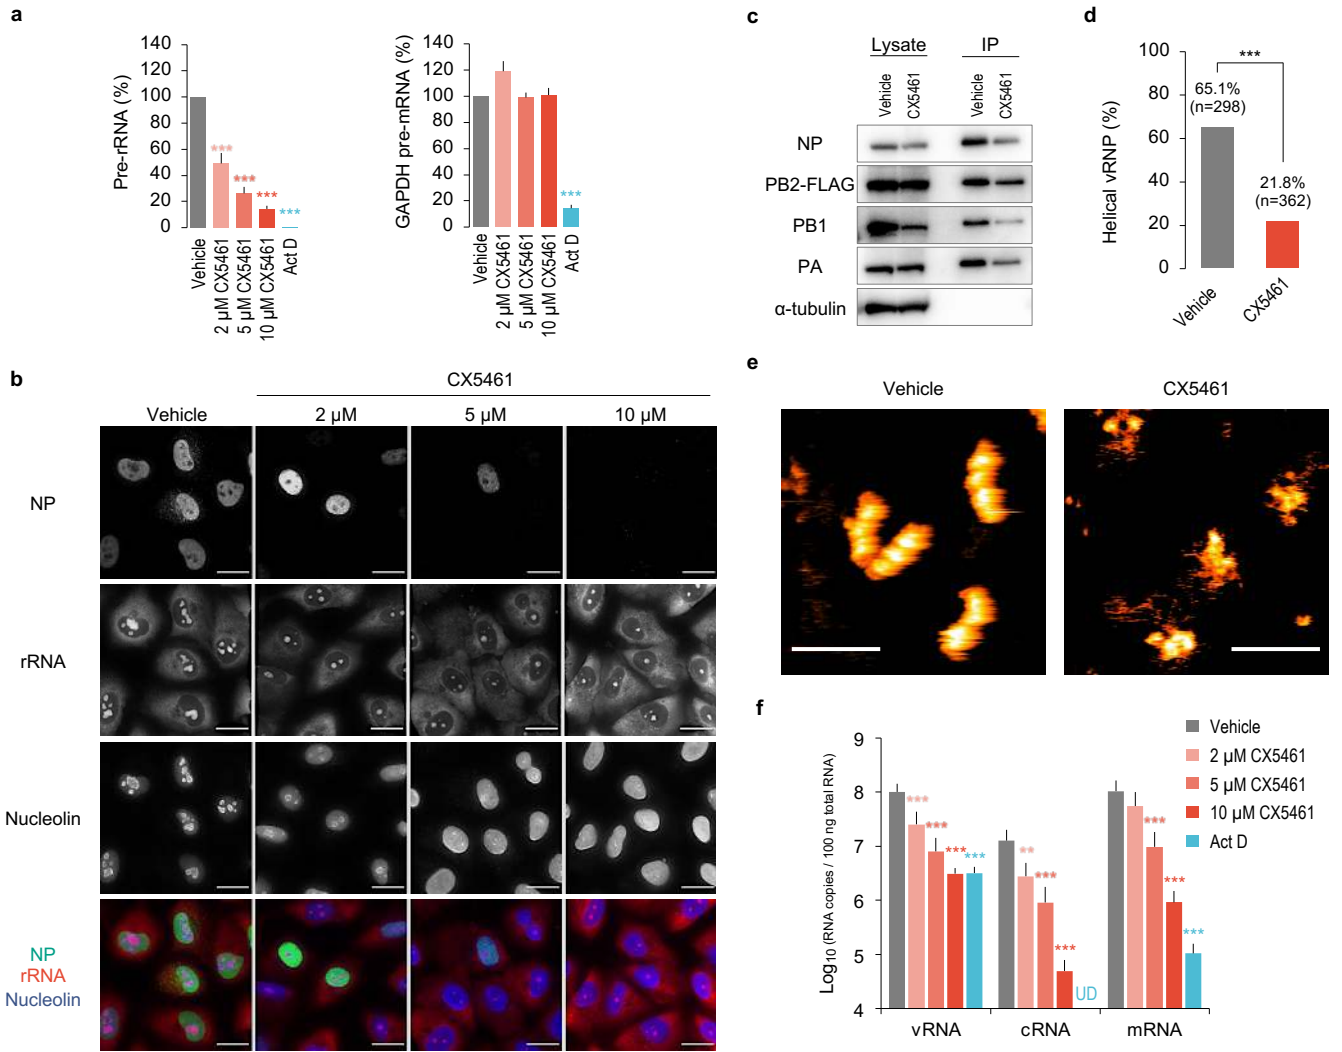 a
Pre-rRNA (%)
140
120
100
80
60
40
20
0
***
***
***
***
Vehicle
2 µM CX5461
5 µM CX5461
10 µM CX5461
Act D
GAPDH pre-mRNA (%)
140
120
100
80
60
40
20
0
***
Vehicle
2 µM CX5461
5 µM CX5461
10 µM CX5461
Act D
b
CX5461
Vehicle
2 µM
5 µM
10 µM
NP
rRNA
Nucleolin
NP
rRNA
Nucleolin
c
Lysate
IP
Vehicle
CX5461
Vehicle
CX5461
NP
PB2-FLAG
PB1
PA
α-tubulin
d
Helical vRNP (%)
100
80
60
40
20
0
***
65.1%
(n=298)
21.8%
(n=362)
Vehicle
CX5461
e
Vehicle
CX5461
f
Log10 (RNA copies / 100 ng total RNA)
9
8
7
6
5
4
***
***
***
***
**
***
***
UD
***
***
***
vRNA
cRNA
mRNA
Vehicle
2 µM CX5461
5 µM CX5461
10 µM CX5461
Act D